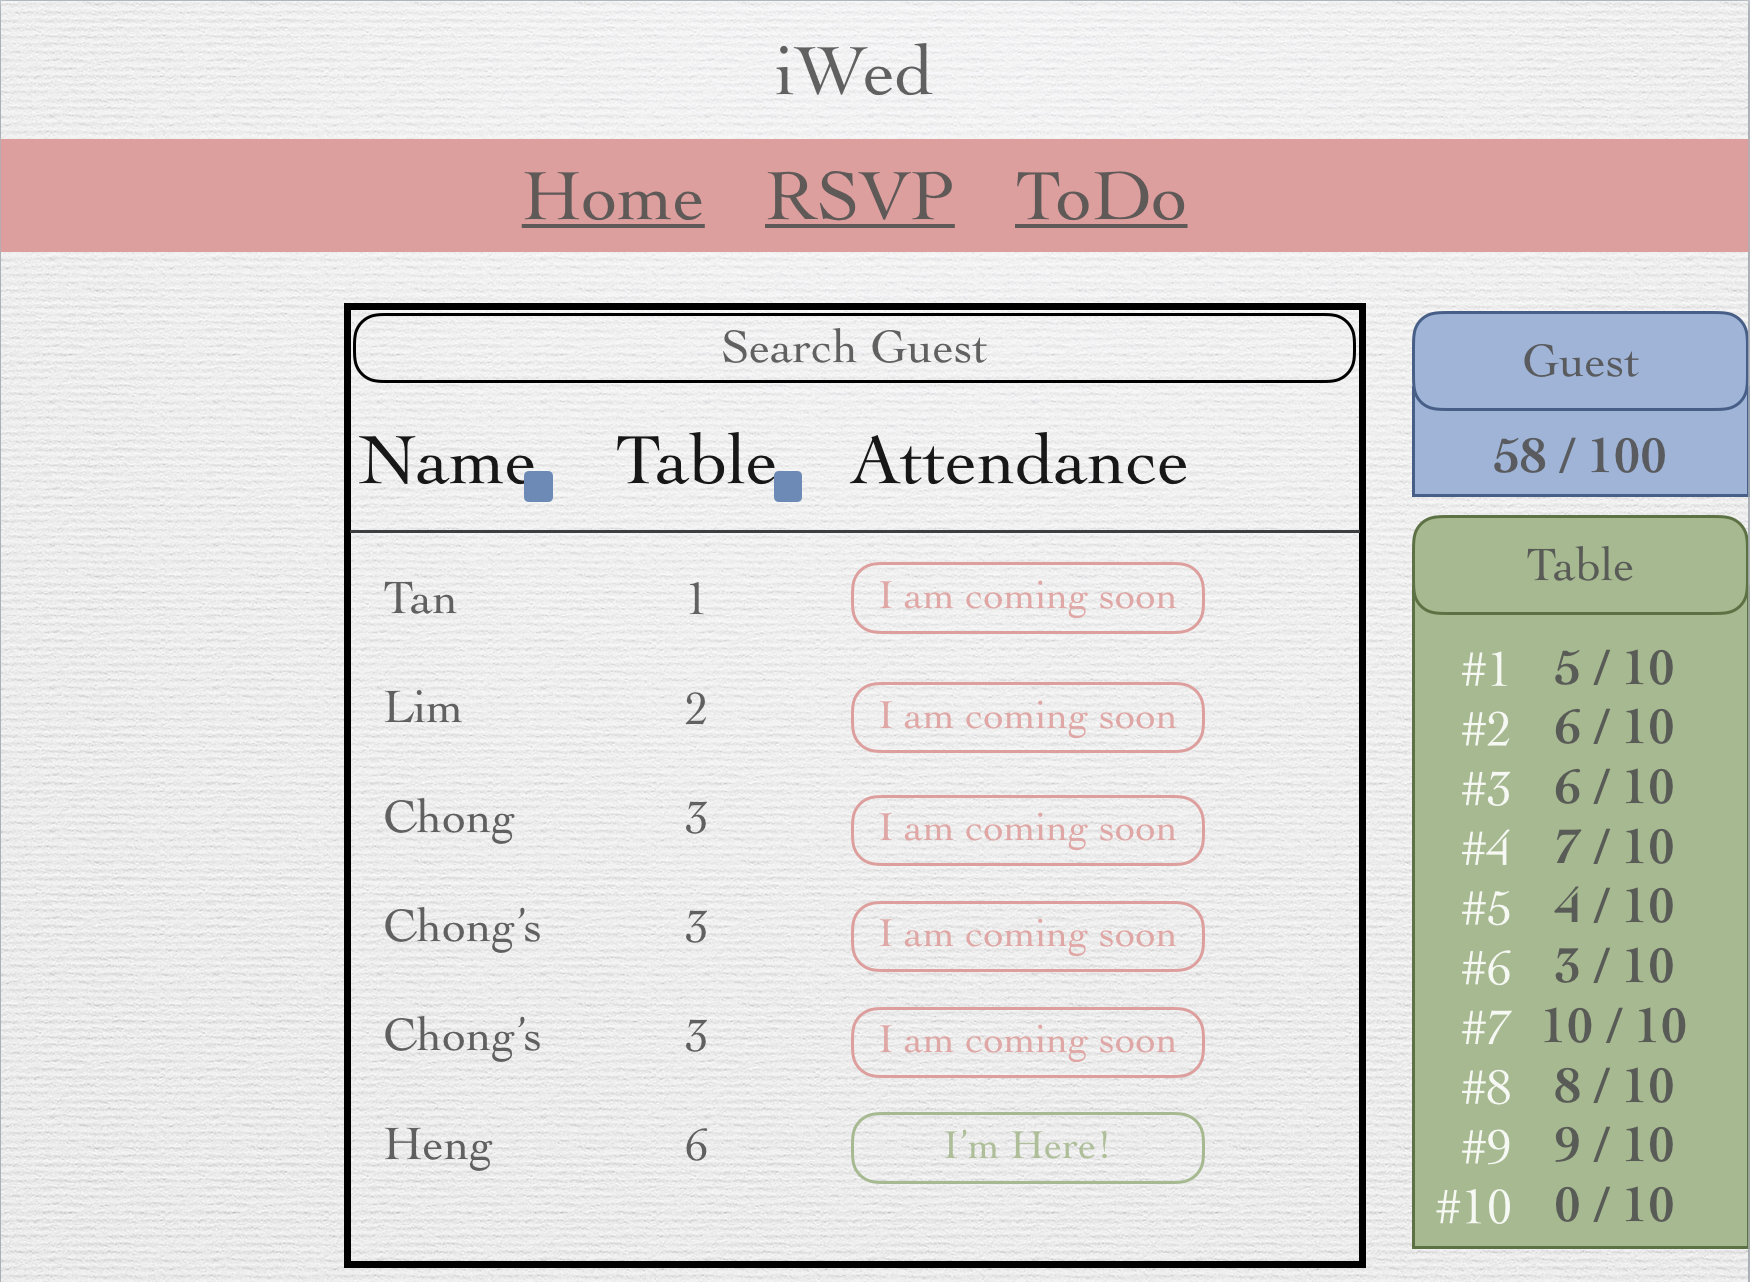 iWed
Home RSVP ToDo
Search Guest
Name Table Attendance
Tan 1 I am coming soon
Lim 2 I am coming soon
Chong 3 I am coming soon
Chong’s 3 I am coming soon
Chong’s 3 I am coming soon
Heng 6 I’m Here!
Guest
58 / 100
Table
#1 5 / 10
#2 6 / 10
#3 6 / 10
#4 7 / 10
#5 4 / 10
#6 3 / 10
#7 10 / 10
#8 8 / 10
#9 9 / 10
#10 0 / 10